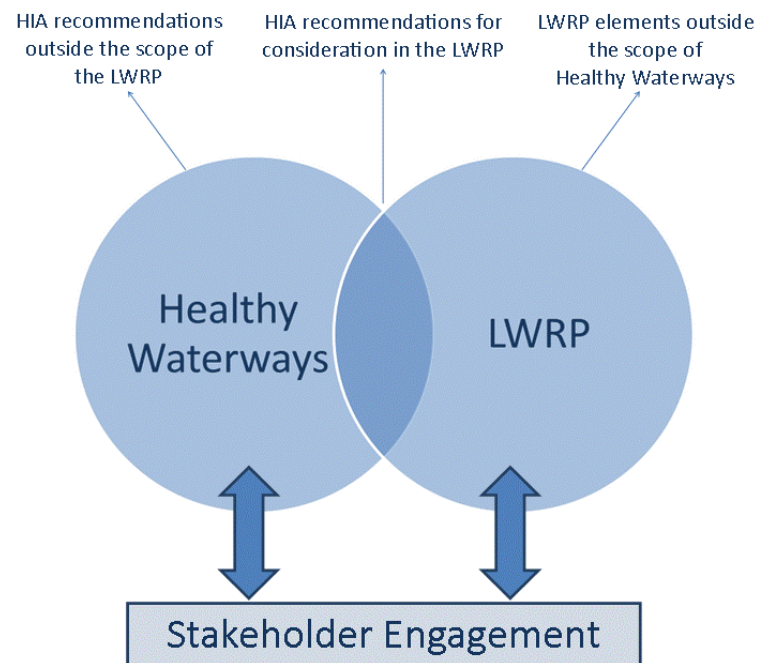 HIA recommendations
outside the scope of
the LWRP
HIA recommendations for
consideration in the LWRP
LWRP elements outside
the scope of
Healthy Waterways
Healthy
Waterways
LWRP
Stakeholder Engagement